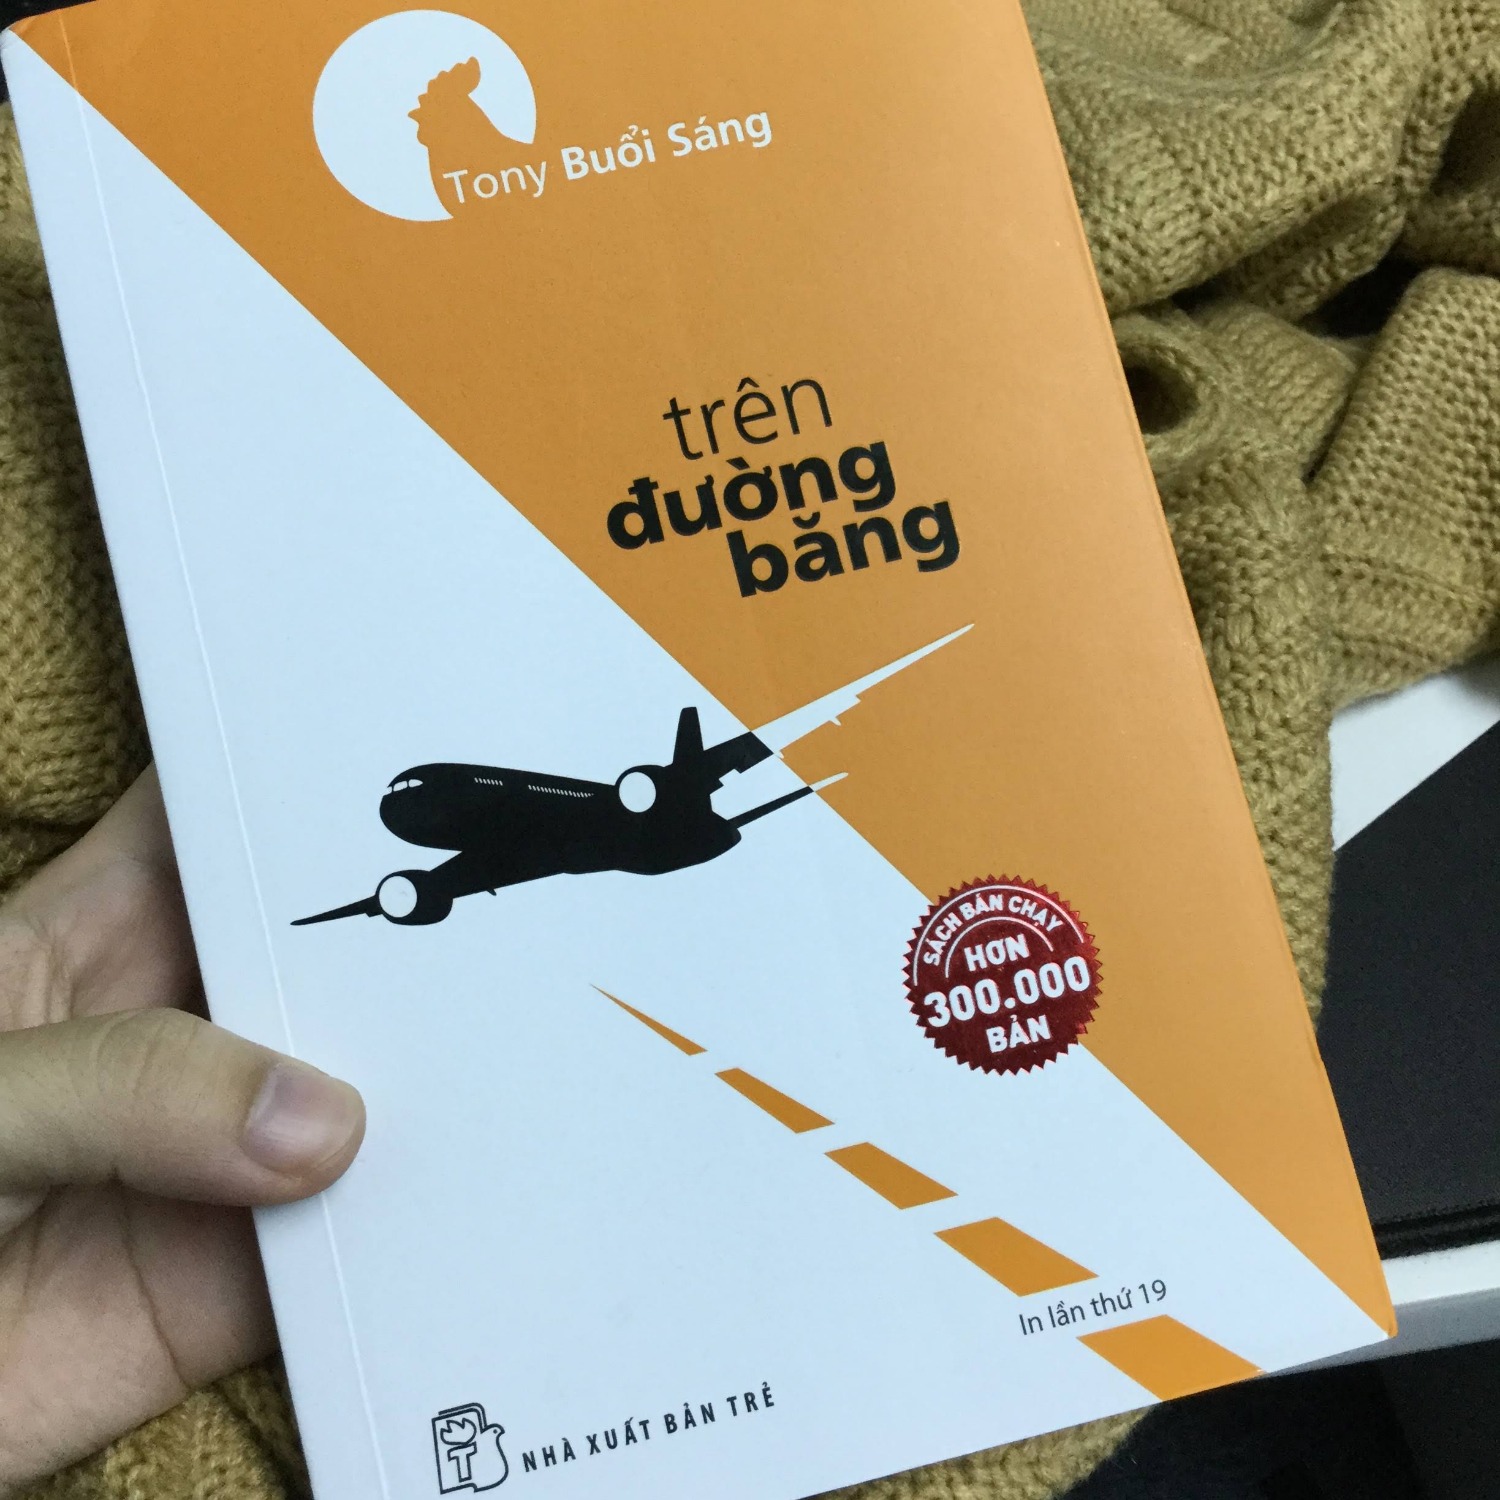 Tony Buổi Sáng
trên
đường
băng
SÁCH BÁN CHẠY
HƠN
300.000
BẢN
In lần thứ 19
NHÀ XUẤT BẢN TRẺ